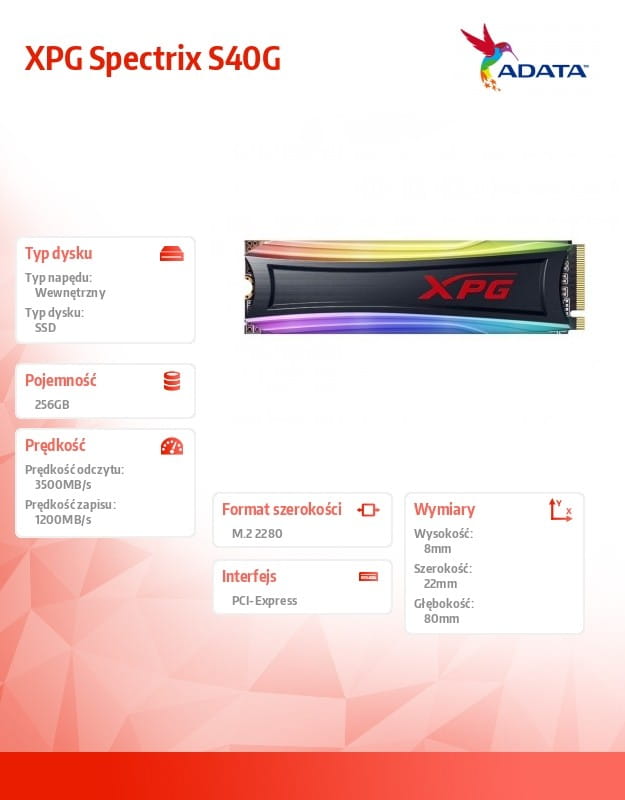 XPG Spectrix S40G
ADATA™
Typ dysku
Typ napędu:
Wewnętrzny
Typ dysku:
SSD
XPG
Pojemność
256GB
Prędkość
Prędkość odczytu:
3500MB/s
Prędkość zapisu:
1200MB/s
Format szerokości
M.2 2280
Interfejs
PCI-Express
Wymiary
Y
X
Wysokość:
8mm
Szerokość:
22mm
Głębokość:
80mm